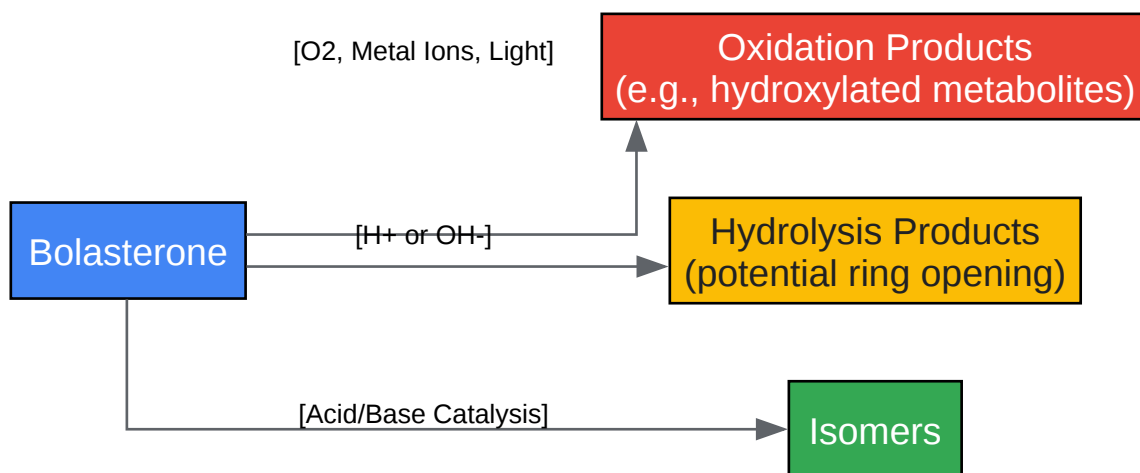 [O2, Metal Ions, Light]
Oxidation Products
(e.g., hydroxylated metabolites)
Bolasterone
[H+ or OH-]
Hydrolysis Products
(potential ring opening)
[Acid/Base Catalysis]
Isomers